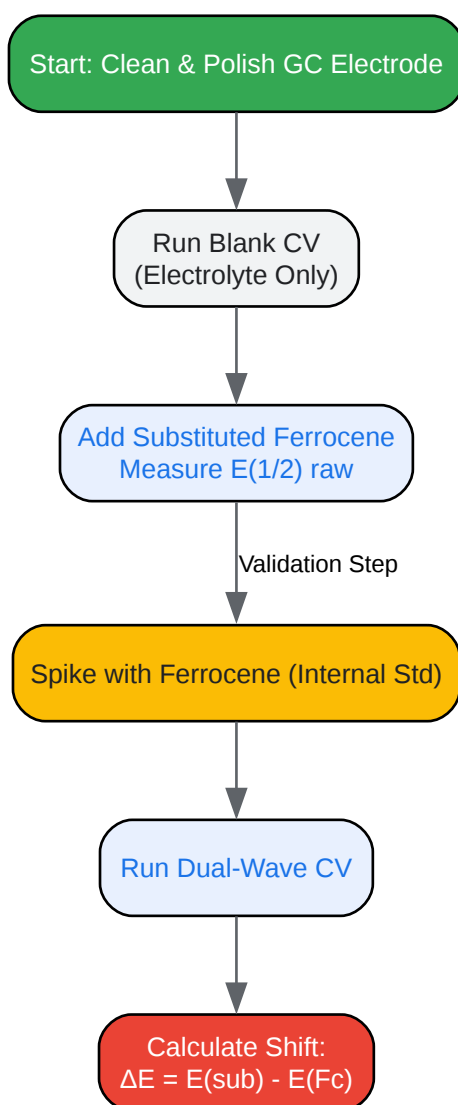 Start: Clean & Polish GC Electrode
Run Blank CV
(Electrolyte Only)
Add Substituted Ferrocene
Measure E(1/2) raw
Validation Step
Spike with Ferrocene (Internal Std)
Run Dual-Wave CV
Calculate Shift:
ΔE = E(sub) - E(Fc)